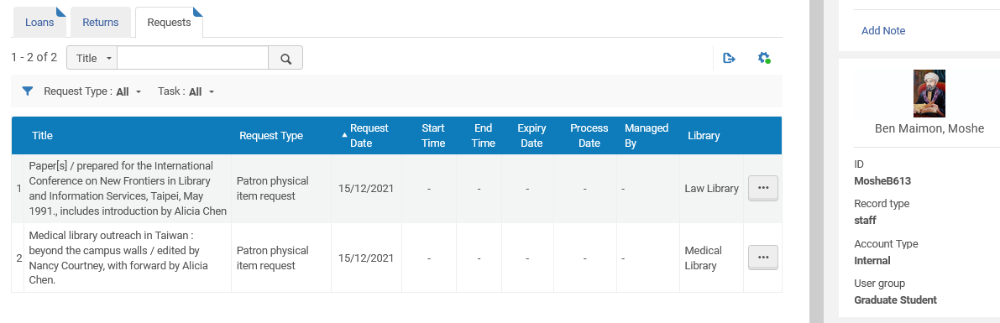 Loans Returns Requests
1 - 2 of 2 Title
Request Type : All Task : All
Title Request Type Request Date Start Time End Time Expiry Date Process Date Managed By Library
1 Paper[s] / prepared for the International
Conference on New Frontiers in Library
and Information Services, Taipei, May
1991., includes introduction by Alicia Chen
Patron physical
item request
15/12/2021 - - - - - Law Library
2 Medical library outreach in Taiwan :
beyond the campus walls / edited by
Nancy Courtney, with forward by Alicia
Chen.
Patron physical
item request
15/12/2021 - - - - -
Medical
Library
Add Note
Ben Maimon, Moshe
ID
MosheB613
Record type
staff
Account Type
Internal
User group
Graduate Student